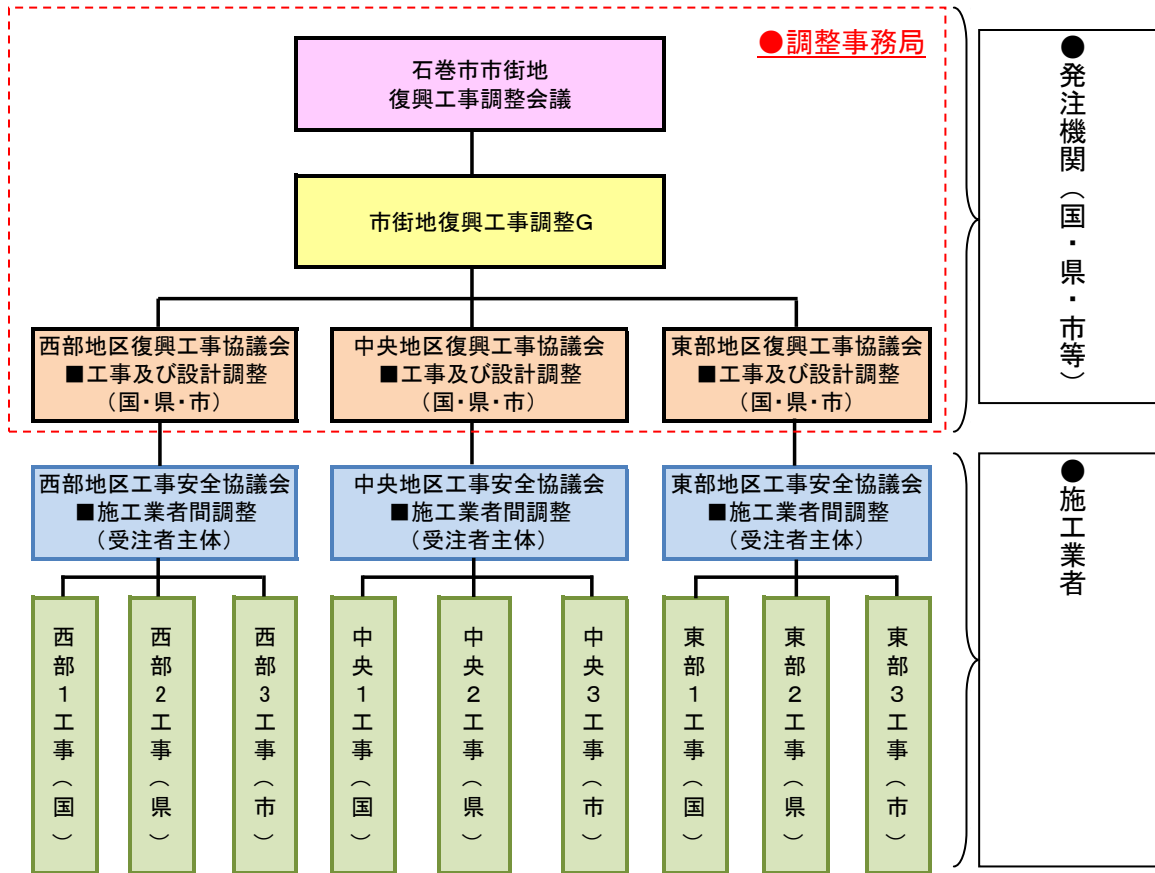 ●調整事務局
石巻市市街地
復興工事調整会議
市街地復興工事調整G
西部地区復興工事協議会
■工事及び設計調整
（国・県・市）
中央地区復興工事協議会
■工事及び設計調整
（国・県・市）
東部地区復興工事協議会
■工事及び設計調整
（国・県・市）
西部地区工事安全協議会
■施工業者間調整
（受注者主体）
中央地区工事安全協議会
■施工業者間調整
（受注者主体）
東部地区工事安全協議会
■施工業者間調整
（受注者主体）
西部１工事（国）
西部２工事（県）
西部３工事（市）
中央１工事（国）
中央２工事（県）
中央３工事（市）
東部１工事（国）
東部２工事（県）
東部３工事（市）
●発注機関（国・県・市等）
●施工業者